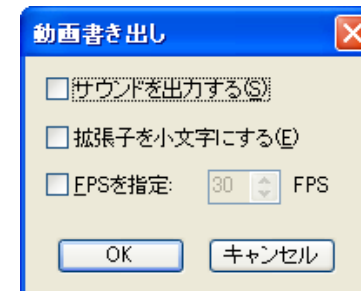 動画書き出し
サウンドを出力する(S)
拡張子を小文字にする(E)
FPSを指定: 30 FPS
OK キャンセル